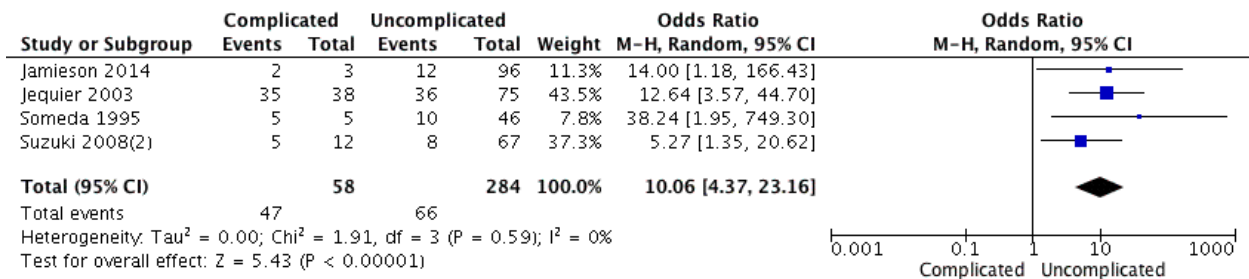 Complicated Uncomplicated Odds Ratio Odds Ratio
Study or Subgroup Events Total Events Total Weight M-H, Random, 95% CI M-H, Random, 95% CI
Jamieson 2014 2 3 12 96 11.3% 14.00 [1.18, 166.43]
Jequier 2003 35 38 36 75 43.5% 12.64 [3.57, 44.70]
Someda 1995 5 5 10 46 7.8% 38.24 [1.95, 749.30]
Suzuki 2008(2) 5 12 8 67 37.3% 5.27 [1.35, 20.62]
Total (95% CI) 58 284 100.0% 10.06 [4.37, 23.16]
Total events 47 66
Heterogeneity: Tau² = 0.00; Chi² = 1.91, df = 3 (P = 0.59); I² = 0%
Test for overall effect: Z = 5.43 (P < 0.00001)
0.001 0.1 1 10 1000
Complicated Uncomplicated